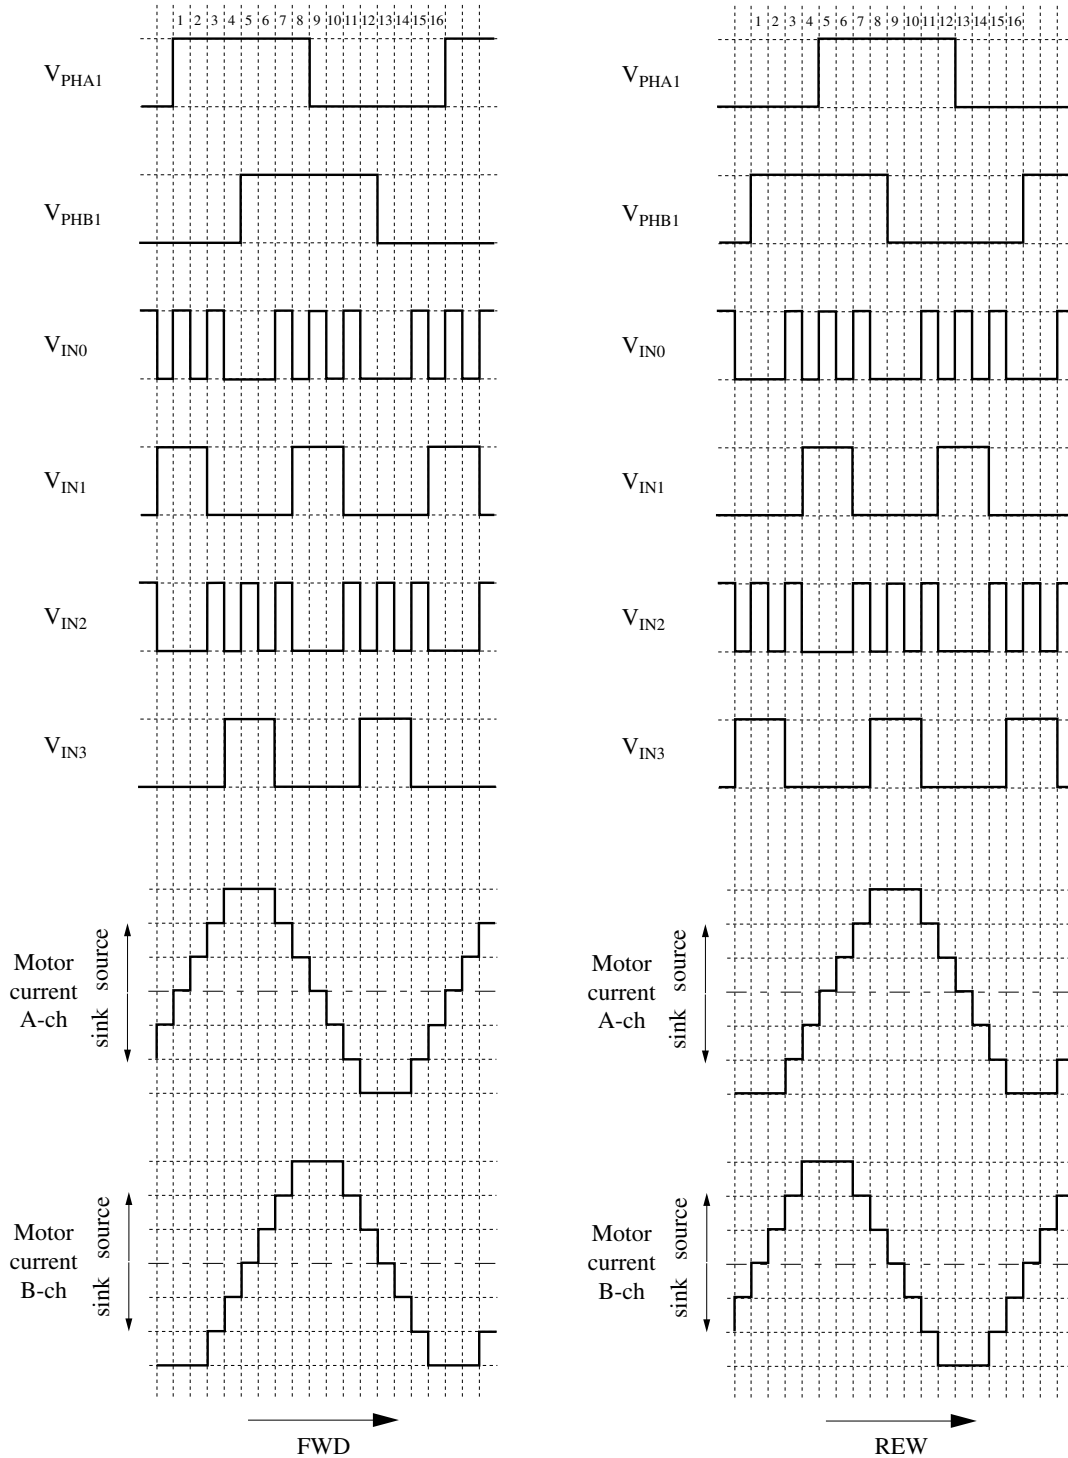 1 2 3 4 5 6 7 8 9 10 11 12 13 14 15 16
VPHA1
VPHB1
VIN0
VIN1
VIN2
VIN3
Motor
current
A-ch
sink source
Motor
current
B-ch
sink source
FWD
1 2 3 4 5 6 7 8 9 10 11 12 13 14 15 16
VPHA1
VPHB1
VIN0
VIN1
VIN2
VIN3
Motor
current
A-ch
sink source
Motor
current
B-ch
sink source
REW